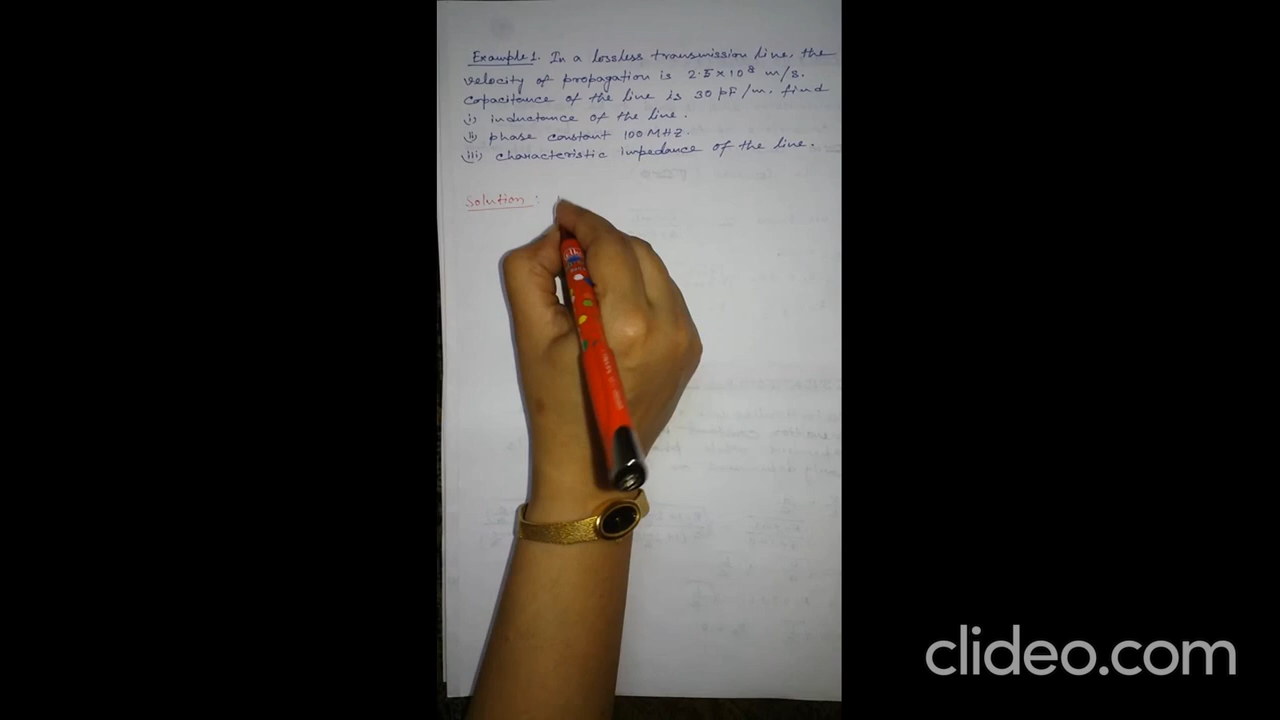 Example 1. In a lossless transmission line, the
velocity of propagation is 2.5 × 10⁸ m/s.
Capacitance of the line is 30 pF/m. find
i) inductance of the line.
ii) phase constant 100 MHZ.
iii) characteristic impedance of the line.
Solution :
clideo.com